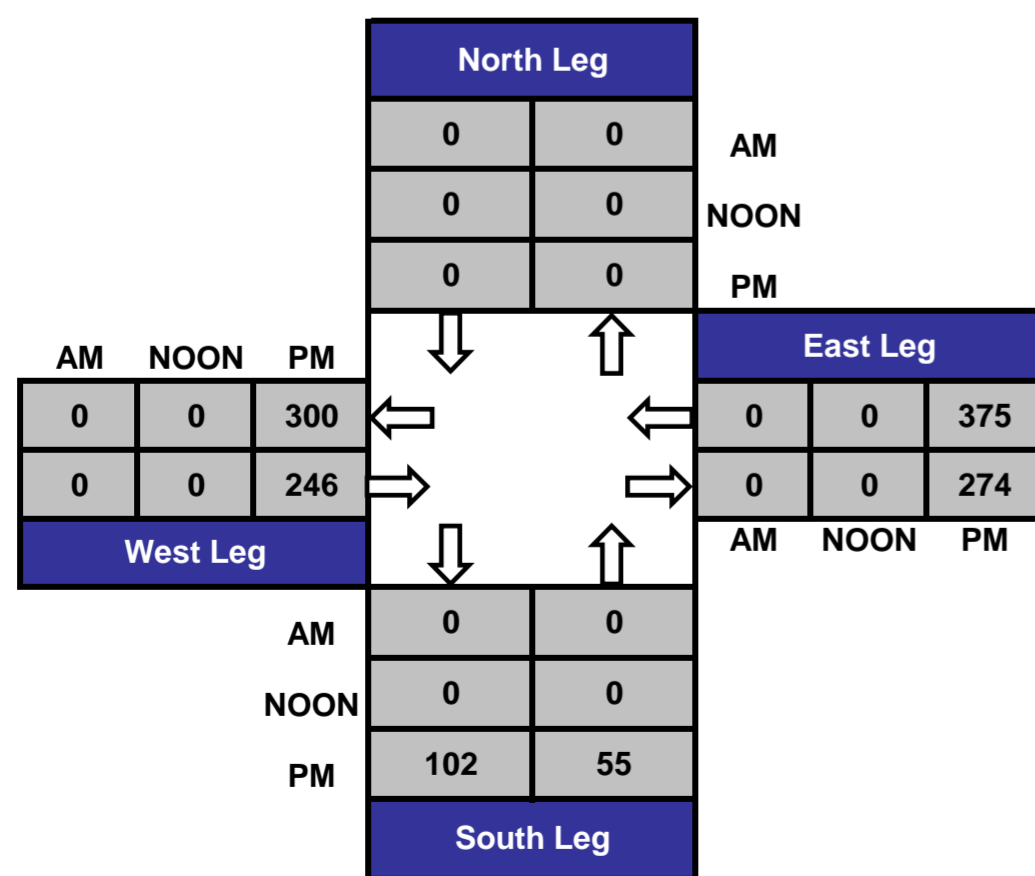 North Leg
0 0 AM
0 0 NOON
0 0 PM
East Leg
AM NOON PM
0 0 300 0 0 375
0 0 246 0 0 274
West Leg AM NOON PM
AM 0 0
NOON 0 0
PM 102 55
South Leg